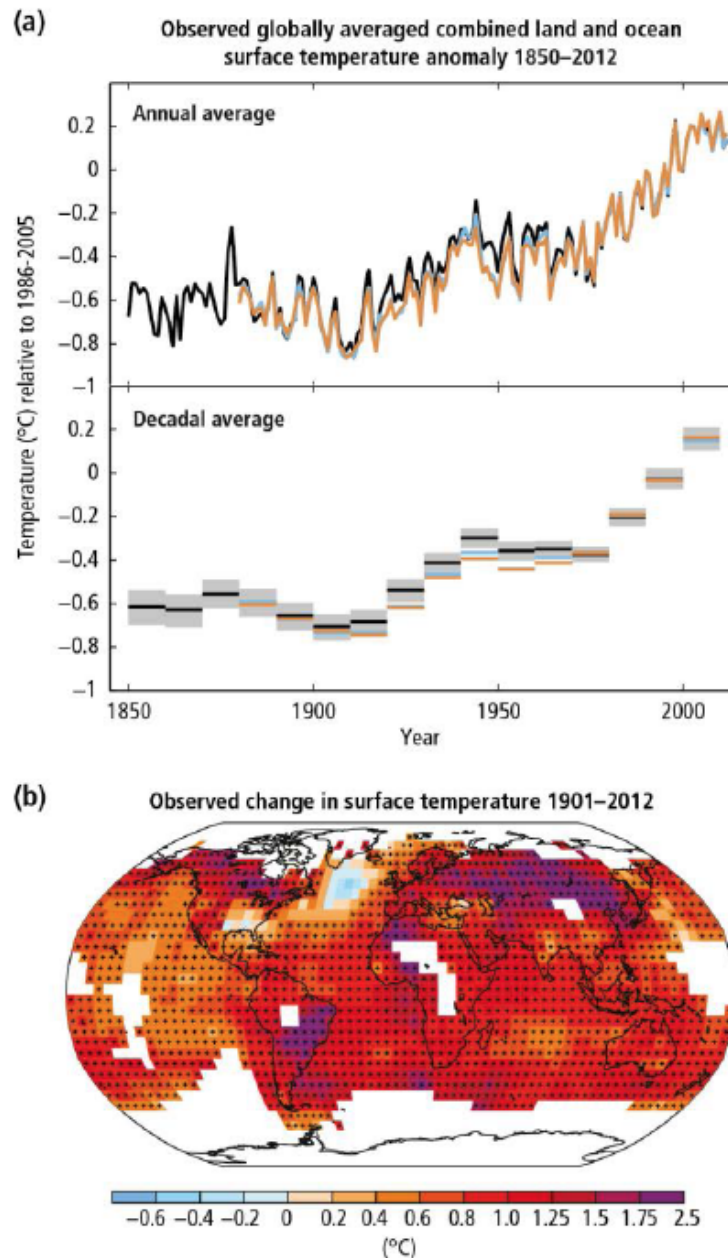 (a)
Observed globally averaged combined land and ocean
surface temperature anomaly 1850–2012
Annual average
0.2
0
−0.2
−0.4
−0.6
−0.8
−1
Temperature (°C) relative to 1986-2005
Decadal average
0.2
0
−0.2
−0.4
−0.6
−0.8
−1
1850 1900 1950 2000
Year
(b)
Observed change in surface temperature 1901–2012
−0.6 −0.4 −0.2 0 0.2 0.4 0.6 0.8 1.0 1.25 1.5 1.75 2.5
(°C)